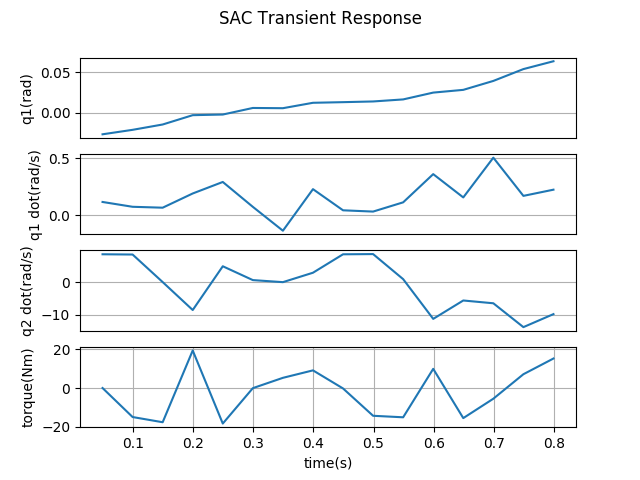 SAC Transient Response
q1(rad)
0.05
0.00
q1 dot(rad/s)
0.5
0.0
q2 dot(rad/s)
0
−10
torque(Nm)
20
0
−20
0.1 0.2 0.3 0.4 0.5 0.6 0.7 0.8
time(s)